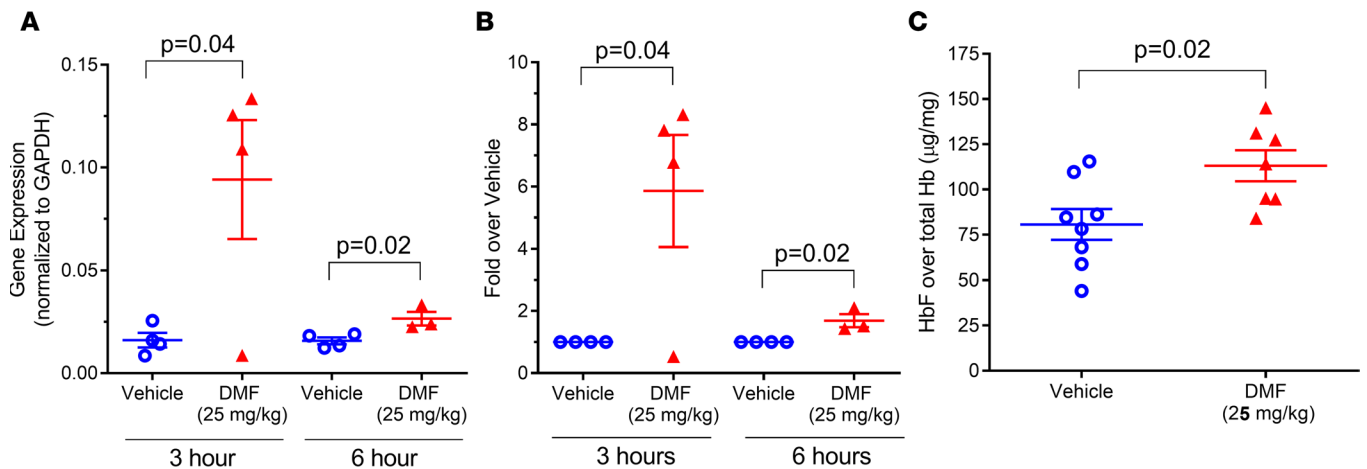 A
Gene Expression
(normalized to GAPDH)
0.15
0.10
0.05
0.00
p=0.04
p=0.02
Vehicle
DMF
(25 mg/kg)
Vehicle
DMF
(25 mg/kg)
3 hour
6 hour
B
Fold over Vehicle
10
8
6
4
2
0
p=0.04
p=0.02
Vehicle
DMF
(25 mg/kg)
Vehicle
DMF
(25 mg/kg)
3 hours
6 hours
C
HbF over total Hb (μg/mg)
175
150
125
100
75
50
25
0
p=0.02
Vehicle
DMF
(25 mg/kg)